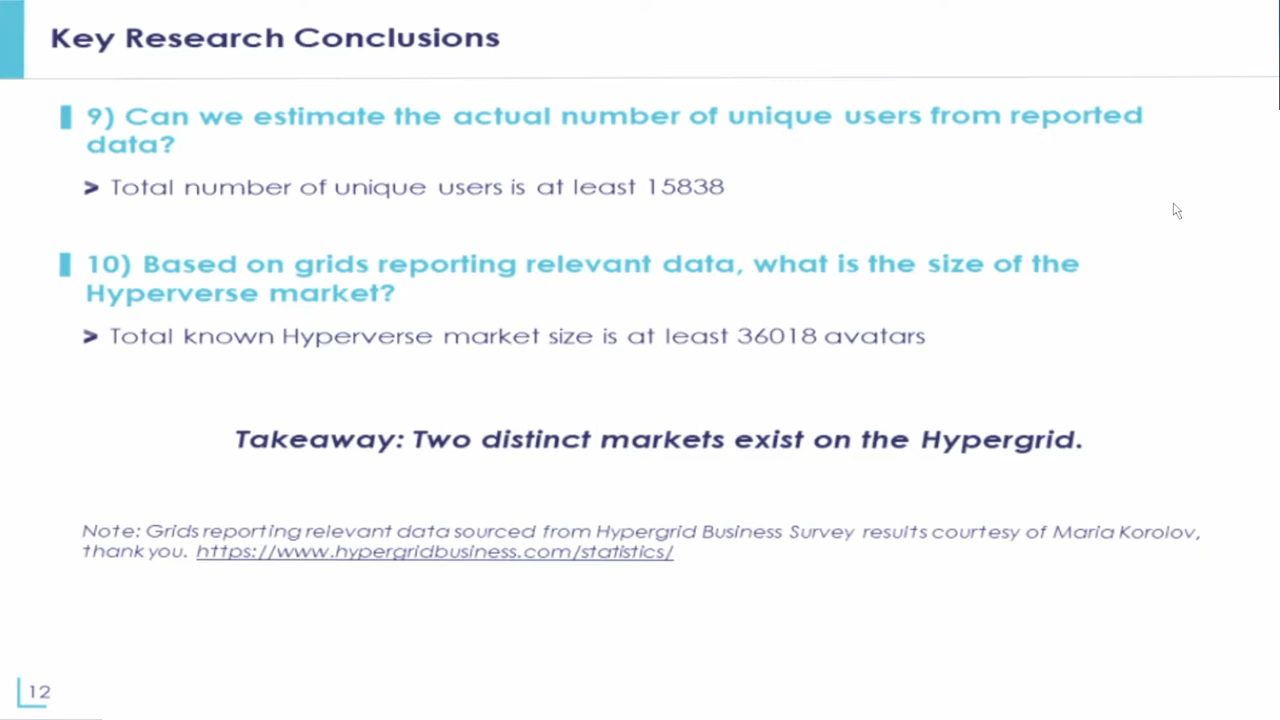 Key Research Conclusions
9) Can we estimate the actual number of unique users from reported
data?
> Total number of unique users is at least 15838
10) Based on grids reporting relevant data, what is the size of the
Hyperverse market?
> Total known Hyperverse market size is at least 36018 avatars
Takeaway: Two distinct markets exist on the Hypergrid.
Note: Grids reporting relevant data sourced from Hypergrid Business Survey results courtesy of Maria Korolov,
thank you. https://www.hypergridbusiness.com/statistics/
12